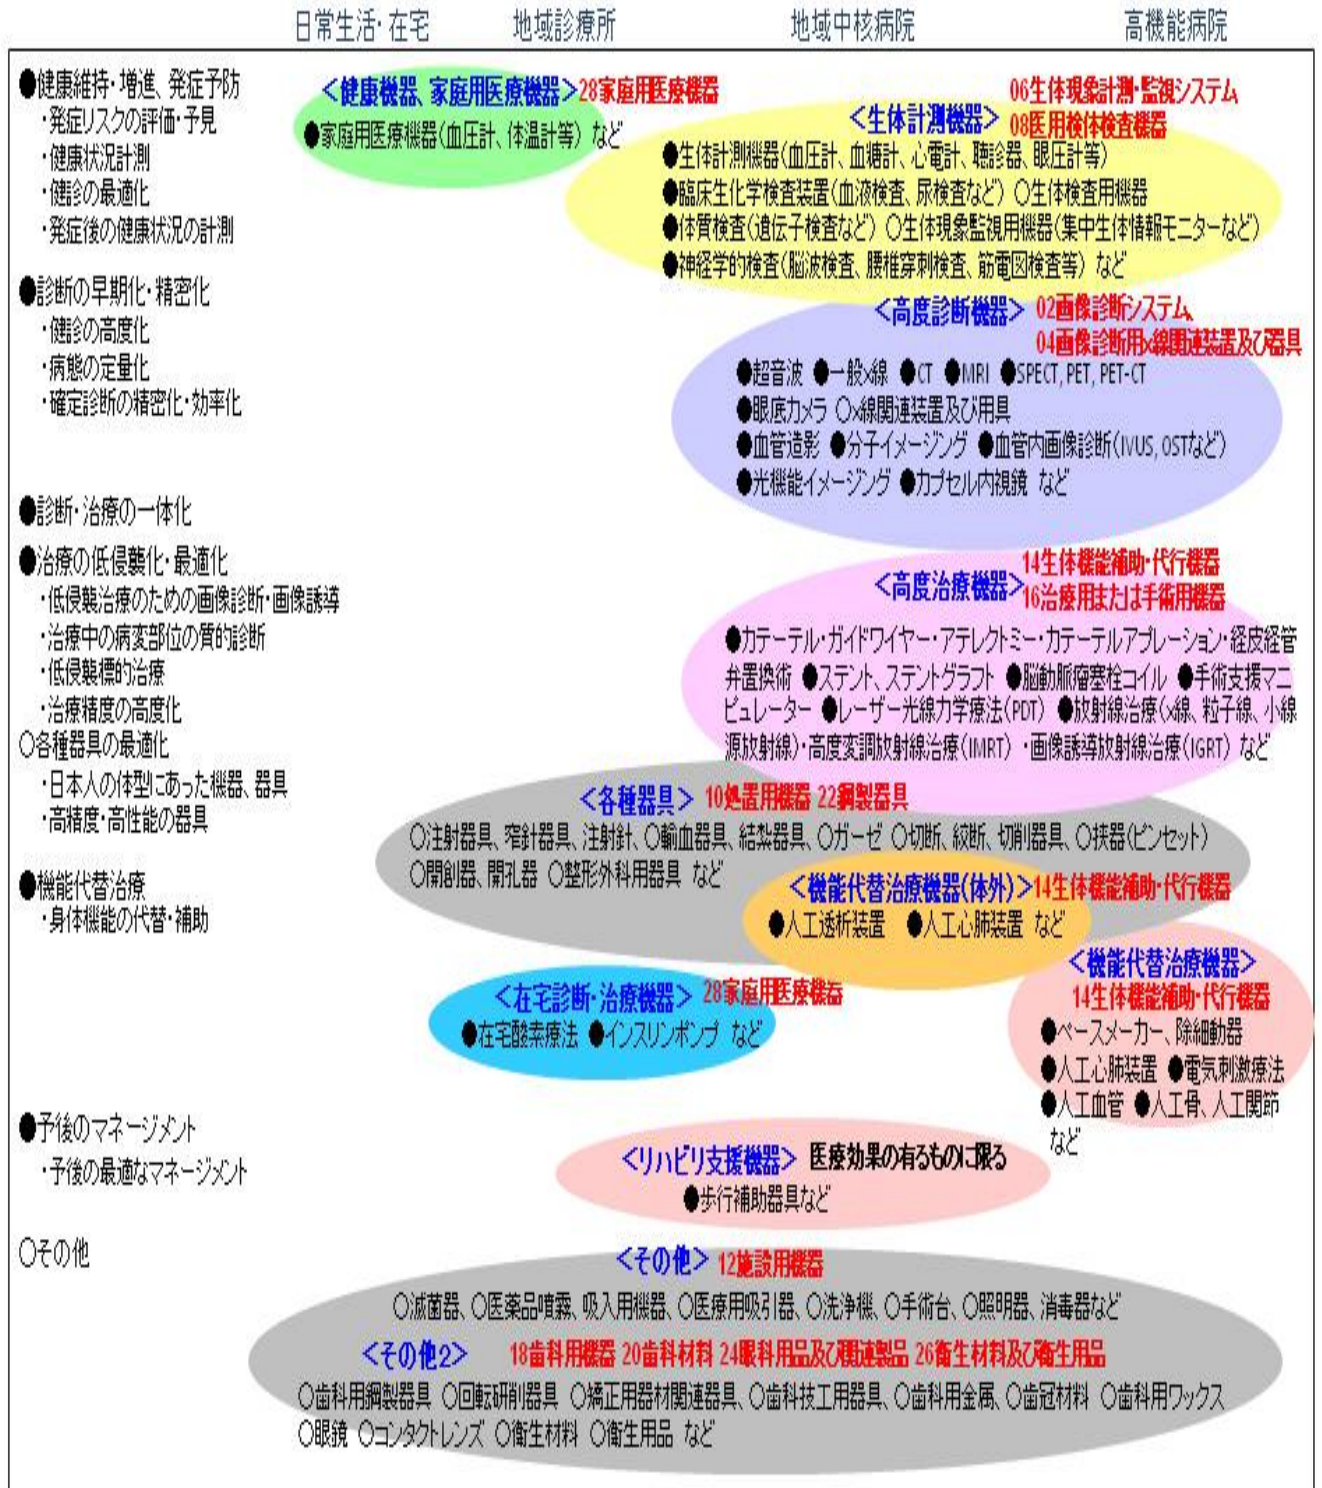 日常生活・在宅 地域診療所 地域中核病院 高機能病院
●健康維持・増進、発症予防
・発症リスクの評価・予見
・健康状況計測
・健診の最適化
・発症後の健康状況の計測
＜健康機器、家庭用医療機器＞28家庭用医療機器
●家庭用医療機器(血圧計、体温計等) など
06生体現象計測・監視システム
＜生体計測機器＞08医用検体検査機器
●生体計測機器(血圧計、血糖計、心電計、聴診器、眼圧計等)
●臨床生化学検査装置(血液検査、尿検査など) ○生体検査用機器
●体質検査(遺伝子検査など) ○生体現象監視用機器(集中生体情報モニターなど)
●神経学的検査(脳波検査、腰椎穿刺検査、筋電図検査等) など
●診断の早期化・精密化
・健診の高度化
・病態の定量化
・確定診断の精密化・効率化
＜高度診断機器＞ 02画像診断システム、
04画像診断用x線関連装置及び器具
●超音波 ●一般x線 ●CT ●MRI ●SPECT, PET, PET-CT
●眼底カメラ ○x線関連装置及び用具
●血管造影 ●分子イメージング ●血管内画像診断(IVUS, OSTなど)
●光機能イメージング ●カプセル内視鏡 など
●診断・治療の一体化
●治療の低侵襲化・最適化
・低侵襲治療のための画像診断・画像誘導
・治療中の病変部位の質的診断
・低侵襲標的治療
・治療精度の高度化
14生体機能補助・代行機器
＜高度治療機器＞16治療用または手術用機器
●カテーテル・ガイドワイヤー・アテレクトミー・カテーテルアブレーション・経皮経管
弁置換術 ●ステント、ステントグラフト ●脳動脈瘤塞栓コイル ●手術支援マニ
ピュレーター ●レーザー光線力学療法(PDT) ●放射線治療(x線、粒子線、小線
源放射線)・高度変調放射線治療(IMRT) ・画像誘導放射線治療(IGRT) など
○各種器具の最適化
・日本人の体型にあった機器、器具
・高精度・高性能の器具
＜各種器具＞ 10処置用機器 22鋼製器具
○注射器具、穿針器具、注射針、○輸血器具、結紮器具、○ガーゼ ○切断、絞断、切削器具、○挟器(ピンセット)
○開創器、開孔器 ○整形外科用器具 など
●機能代替治療
・身体機能の代替・補助
＜機能代替治療機器(体外)＞14生体機能補助・代行機器
●人工透析装置 ●人工心肺装置 など
＜機能代替治療機器＞
14生体機能補助・代行機器
●ペースメーカー、除細動器
●人工心肺装置 ●電気刺激療法
●人工血管 ●人工骨、人工関節
など
＜在宅診断・治療機器＞ 28家庭用医療機器
●在宅酸素療法 ●インスリンポンプ など
●予後のマネージメント
・予後の最適なマネージメント
＜リハビリ支援機器＞ 医療効果の有るものに限る
●歩行補助器具など
○その他
＜その他＞ 12施設用機器
○滅菌器、○医薬品噴霧、吸入用機器、○医療用吸引器、○洗浄機、○手術台、○照明器、消毒器など
＜その他2＞ 18歯科用機器 20歯科材料 24眼科用品及び関連製品 26衛生材料及び衛生用品
○歯科用鋼製器具 ○回転研削器具 ○矯正用器材関連器具、○歯科技工用器具、○歯科用金属、○歯冠材料 ○歯科用ワックス
○眼鏡 ○コンタクトレンズ ○衛生材料 ○衛生用品 など